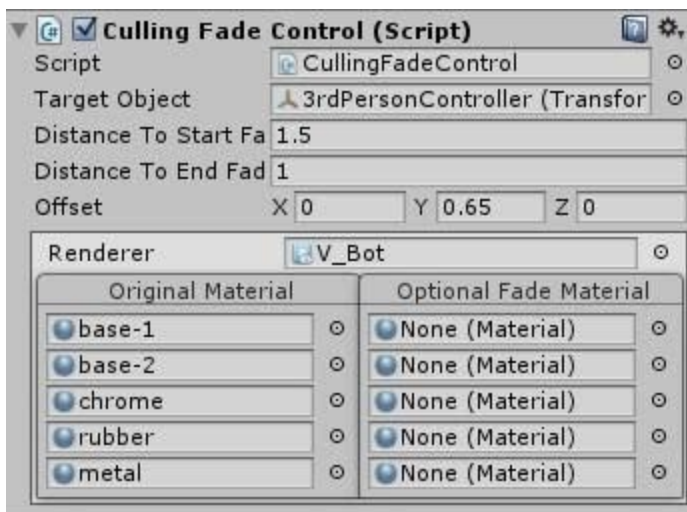 Culling Fade Control (Script)
Script CullingFadeControl
Target Object 3rdPersonController (Transfor
Distance To Start Fa 1.5
Distance To End Fad 1
Offset X 0 Y 0.65 Z 0
Renderer V_Bot
Original Material Optional Fade Material
base-1 None (Material)
base-2 None (Material)
chrome None (Material)
rubber None (Material)
metal None (Material)